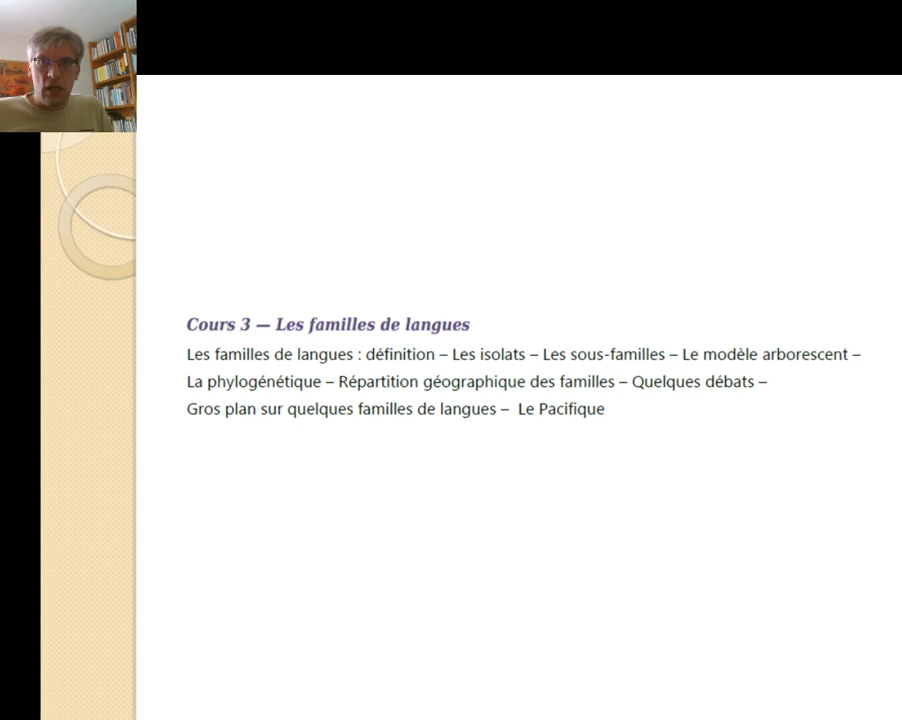 Cours 3 — Les familles de langues
Les familles de langues : définition – Les isolats – Les sous-familles – Le modèle arborescent –
La phylogénétique – Répartition géographique des familles – Quelques débats –
Gros plan sur quelques familles de langues – Le Pacifique